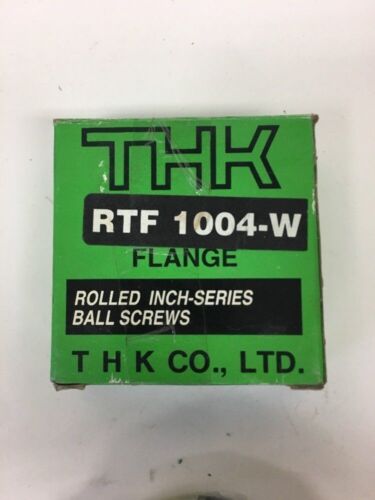 THK
RTF 1004-W
FLANGE
ROLLED INCH-SERIES
BALL SCREWS
T H K CO., LTD.